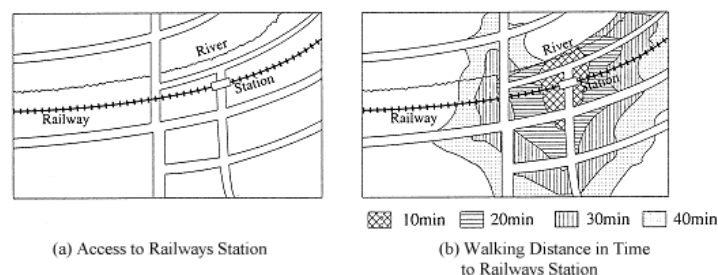 River
Station
Railway
River
Station
Railway
10min 20min 30min 40min
(a) Access to Railways Station
(b) Walking Distance in Time
to Railways Station